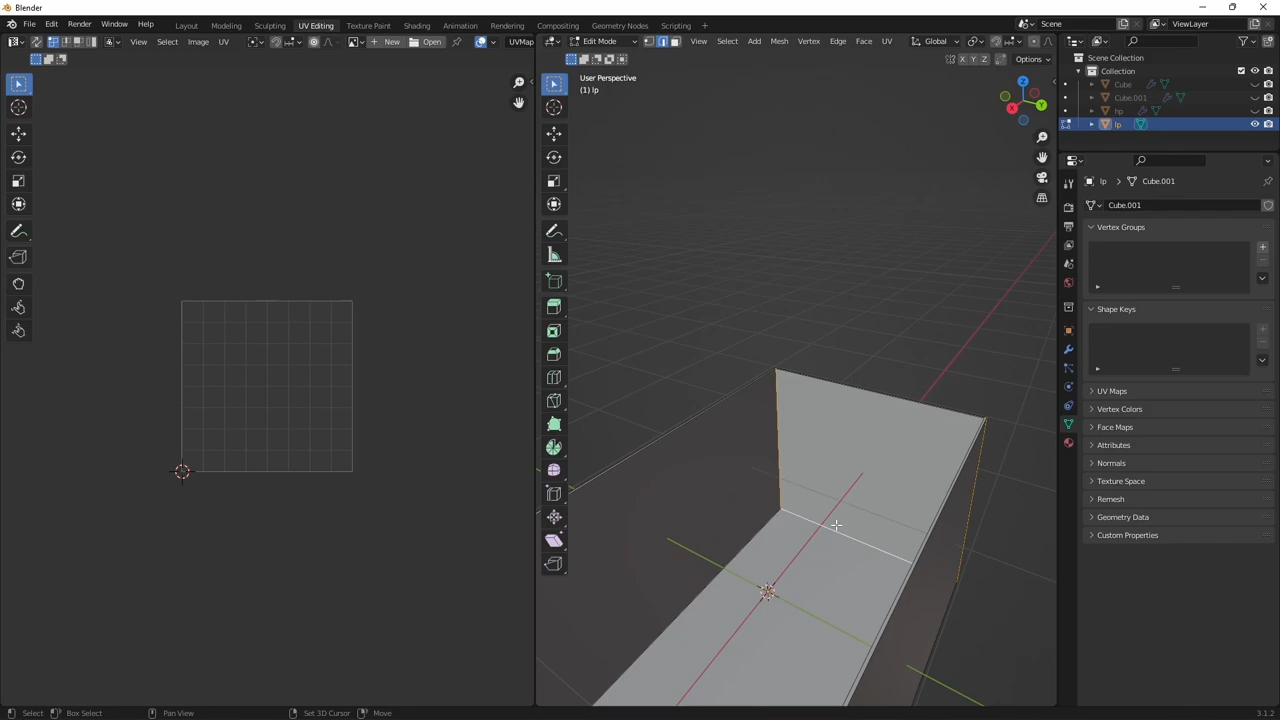 Blender
File Edit Render Window Help Layout Modeling Sculpting UV Editing Texture Paint Shading Animation Rendering Compositing Geometry Nodes Scripting + Scene ViewLayer
View Select Image UV New Open UVMap Edit Mode View Select Add Mesh Vertex Edge Face UV Global
X Y Z Options
User Perspective
(1) lp
Z
Y
X
Scene Collection
Collection
Cube
Cube.001
hp
lp
lp > Cube.001
Cube.001
Vertex Groups
Shape Keys
UV Maps
Vertex Colors
Face Maps
Attributes
Normals
Texture Space
Remesh
Geometry Data
Custom Properties
Select Box Select Pan View Set 3D Cursor Move 3.1.2